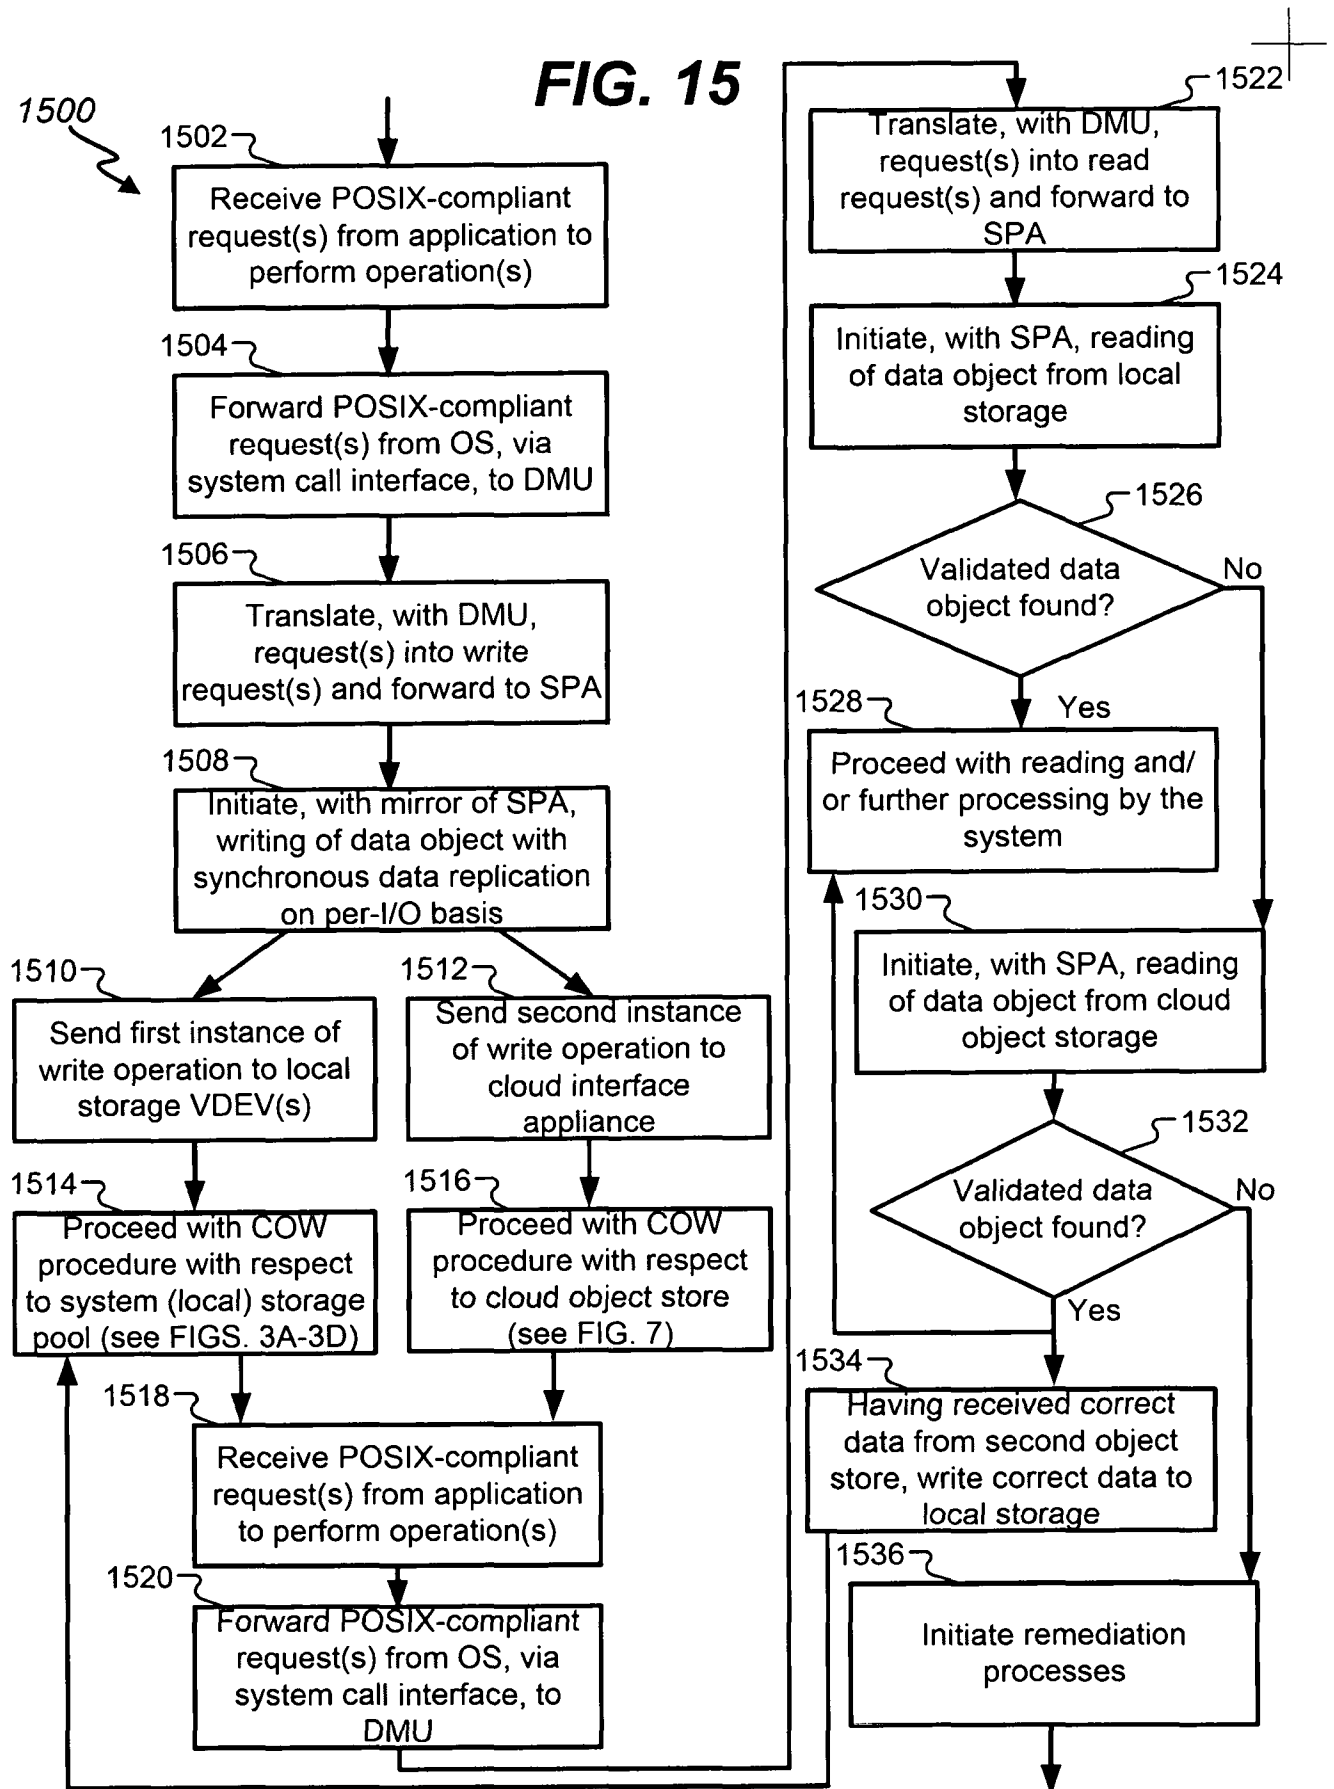 FIG. 15
1500
1502
Receive POSIX-compliant
request(s) from application to
perform operation(s)
1504
Forward POSIX-compliant
request(s) from OS, via
system call interface, to DMU
1506
Translate, with DMU,
request(s) into write
request(s) and forward to SPA
1508
Initiate, with mirror of SPA,
writing of data object with
synchronous data replication
on per-I/O basis
1510
Send first instance of
write operation to local
storage VDEV(s)
1512
Send second instance
of write operation to
cloud interface
appliance
1514
Proceed with COW
procedure with respect
to system (local) storage
pool (see FIGS. 3A-3D)
1516
Proceed with COW
procedure with respect
to cloud object store
(see FIG. 7)
1518
Receive POSIX-compliant
request(s) from application
to perform operation(s)
1520
Forward POSIX-compliant
request(s) from OS, via
system call interface, to
DMU
1522
Translate, with DMU,
request(s) into read
request(s) and forward to
SPA
1524
Initiate, with SPA, reading
of data object from local
storage
1526
Validated data
object found?
No
Yes
1528
Proceed with reading and/
or further processing by the
system
1530
Initiate, with SPA, reading
of data object from cloud
object storage
1532
Validated data
object found?
No
Yes
1534
Having received correct
data from second object
store, write correct data to
local storage
1536
Initiate remediation
processes